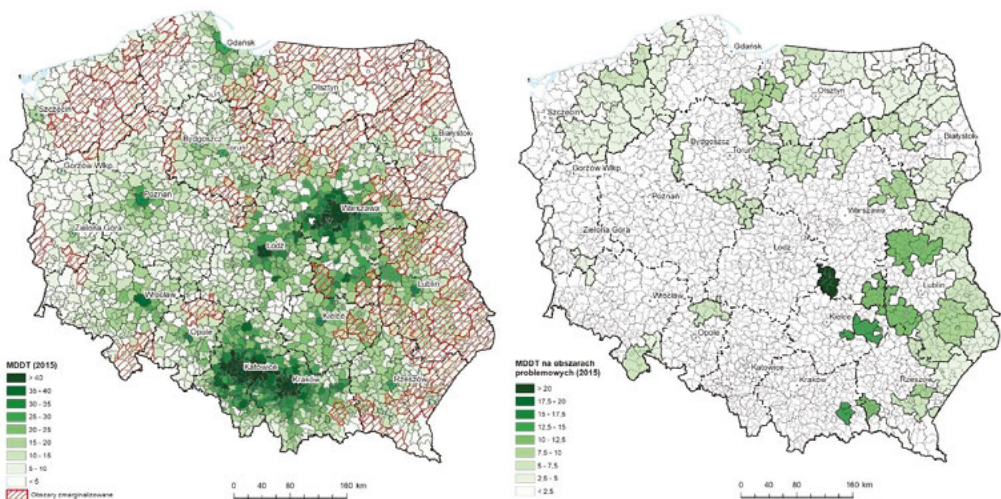 Gdańsk
Olsztyn
Szczecin
Białystok
Bydgoszcz
Toruń
Gorzów Wlkp
Poznań
Warszawa
Zielona Góra
Łódź
Lublin
Wrocław
Kielce
Opole
Katowice
Kraków
Rzeszów
MDDT (2015)
> 40
35 - 40
30 - 35
25 - 30
20 - 25
15 - 20
10 - 15
5 - 10
< 5
Obszary zmarginalizowane
0 40 80 160 km
Gdańsk
Olsztyn
Szczecin
Białystok
Bydgoszcz
Toruń
Gorzów Wlkp
Poznań
Warszawa
Zielona Góra
Łódź
Lublin
Wrocław
Kielce
Opole
Katowice
Kraków
Rzeszów
MDDT na obszarach
problemowych (2015)
> 20
17,5 - 20
15 - 17,5
12,5 - 15
10 - 12,5
7,5 - 10
5 - 7,5
2,5 - 5
< 2,5
0 40 80 160 km